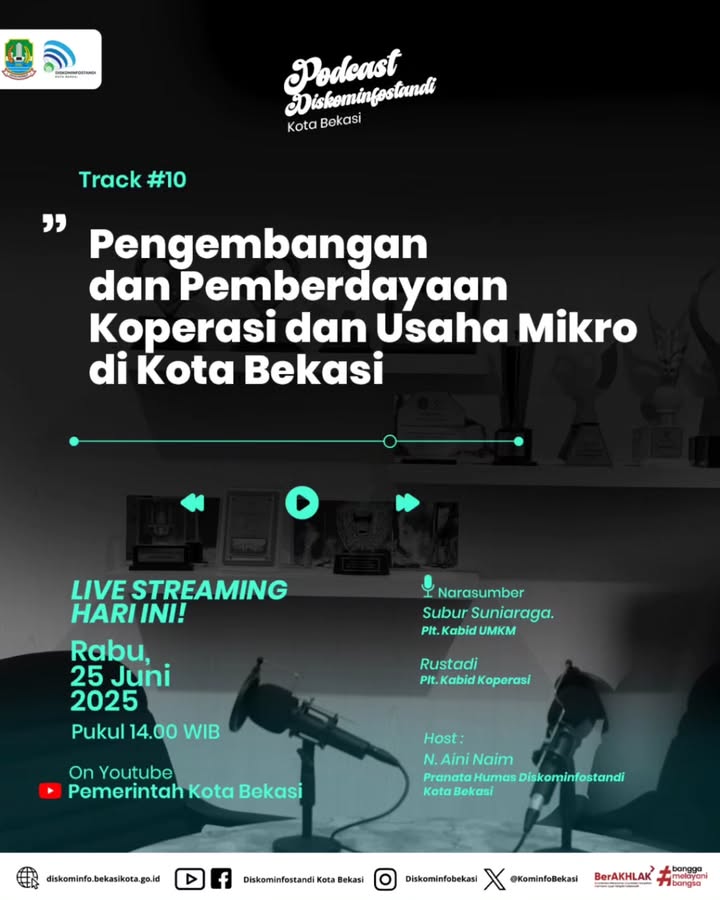 DISKOMINFOSTANDI
KOTA BEKASI
Podcast
Diskominfostandi
Kota Bekasi
Track #10
”
Pengembangan
dan Pemberdayaan
Koperasi dan Usaha Mikro
di Kota Bekasi
LIVE STREAMING
HARI INI!
Rabu,
25 Juni
2025
Pukul 14.00 WIB
On Youtube
Pemerintah Kota Bekasi
Narasumber
Subur Suniaraga.
Plt. Kabid UMKM
Rustadi
Plt. Kabid Koperasi
Host :
N. Aini Naim
Pranata Humas Diskominfostandi
Kota Bekasi
diskominfo.bekasikota.go.id
Diskominfostandi Kota Bekasi
Diskominfobekasi
@KominfoBekasi
BerAKHLAK
#bangga
melayani
bangsa